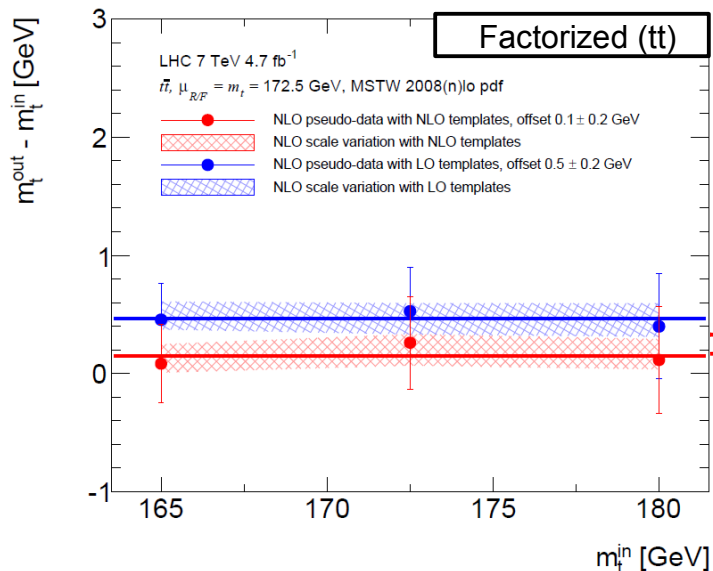 Factorized (tt)
LHC 7 TeV 4.7 fb⁻¹
tt̄, μ_R/F = m_t = 172.5 GeV, MSTW 2008(n)lo pdf
NLO pseudo-data with NLO templates, offset 0.1 ± 0.2 GeV
NLO scale variation with NLO templates
NLO pseudo-data with LO templates, offset 0.5 ± 0.2 GeV
NLO scale variation with LO templates
m_t^out - m_t^in [GeV]
3
2
1
0
-1
165 170 175 180
m_t^in [GeV]